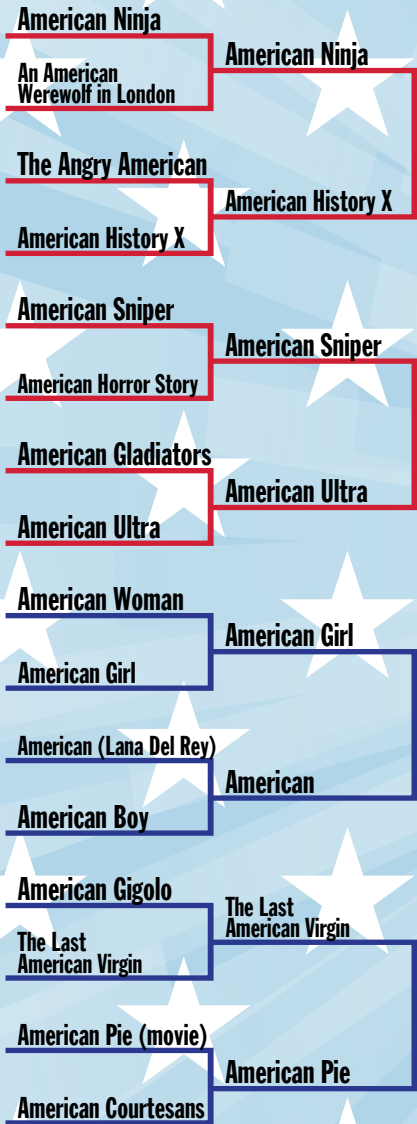 American Ninja
An American
Werewolf in London
American Ninja
The Angry American
American History X
American History X
American Sniper
American Horror Story
American Sniper
American Gladiators
American Ultra
American Ultra
American Woman
American Girl
American Girl
American (Lana Del Rey)
American Boy
American
American Gigolo
The Last
American Virgin
The Last
American Virgin
American Pie (movie)
American Courtesans
American Pie